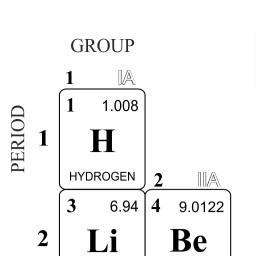 GROUP
1 IA
PERIOD
1
1 1.008
H
HYDROGEN
2 IIA
2
3 6.94
Li
4 9.0122
Be